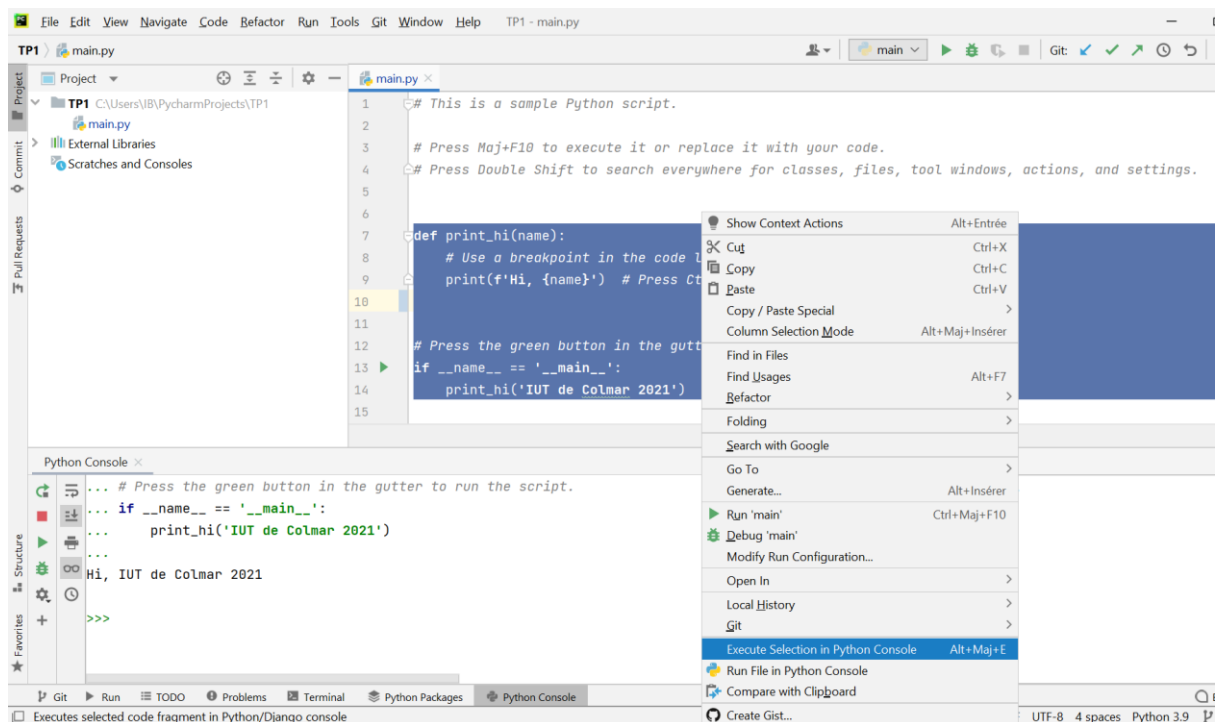 File Edit View Navigate Code Refactor Run Tools Git Window Help TP1 - main.py
TP1 main.py main Git:
Project
Project
main.py
TP1 C:\Users\IB\PycharmProjects\TP1
main.py
External Libraries
Scratches and Consoles
Commit
Pull Requests
1 # This is a sample Python script.
2
3 # Press Maj+F10 to execute it or replace it with your code.
4 # Press Double Shift to search everywhere for classes, files, tool windows, actions, and settings.
5
6
7 def print_hi(name):
8 # Use a breakpoint in the code l
9 print(f'Hi, {name}') # Press Ct
10
11
12 # Press the green button in the gutt
13 if __name__ == '__main__':
14 print_hi('IUT de Colmar 2021')
15
Show Context Actions Alt+Entrée
Cut Ctrl+X
Copy Ctrl+C
Paste Ctrl+V
Copy / Paste Special
Column Selection Mode Alt+Maj+Insérer
Find in Files
Find Usages Alt+F7
Refactor
Folding
Search with Google
Go To
Generate... Alt+Insérer
Run 'main' Ctrl+Maj+F10
Debug 'main'
Modify Run Configuration...
Open In
Local History
Git
Execute Selection in Python Console Alt+Maj+E
Run File in Python Console
Compare with Clipboard
Create Gist...
Python Console
... # Press the green button in the gutter to run the script.
... if __name__ == '__main__':
... print_hi('IUT de Colmar 2021')
...
Hi, IUT de Colmar 2021
>>>
Structure
Favorites
Git Run TODO Problems Terminal Python Packages Python Console
Executes selected code fragment in Python/Django console UTF-8 4 spaces Python 3.9